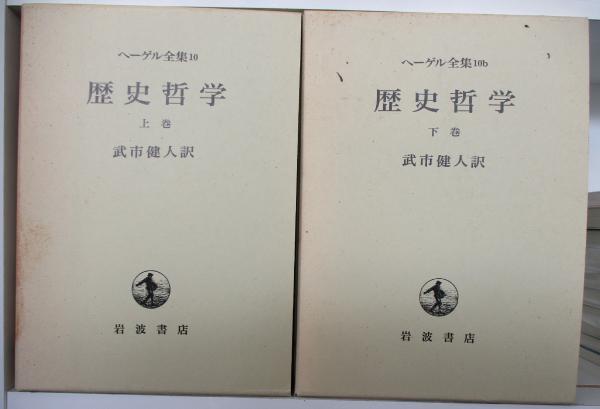 ヘーゲル全集10
歴史哲学
上巻
武市健人訳
岩波書店
ヘーゲル全集10b
歴史哲学
下巻
武市健人訳
岩波書店